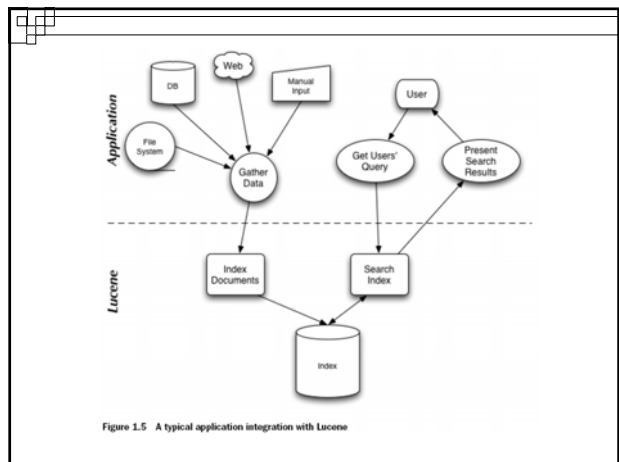 Application
Web
DB
Manual
Input
File
System
Gather
Data
User
Get Users'
Query
Present
Search
Results
Lucene
Index
Documents
Search
Index
Index
Figure 1.5 A typical application integration with Lucene